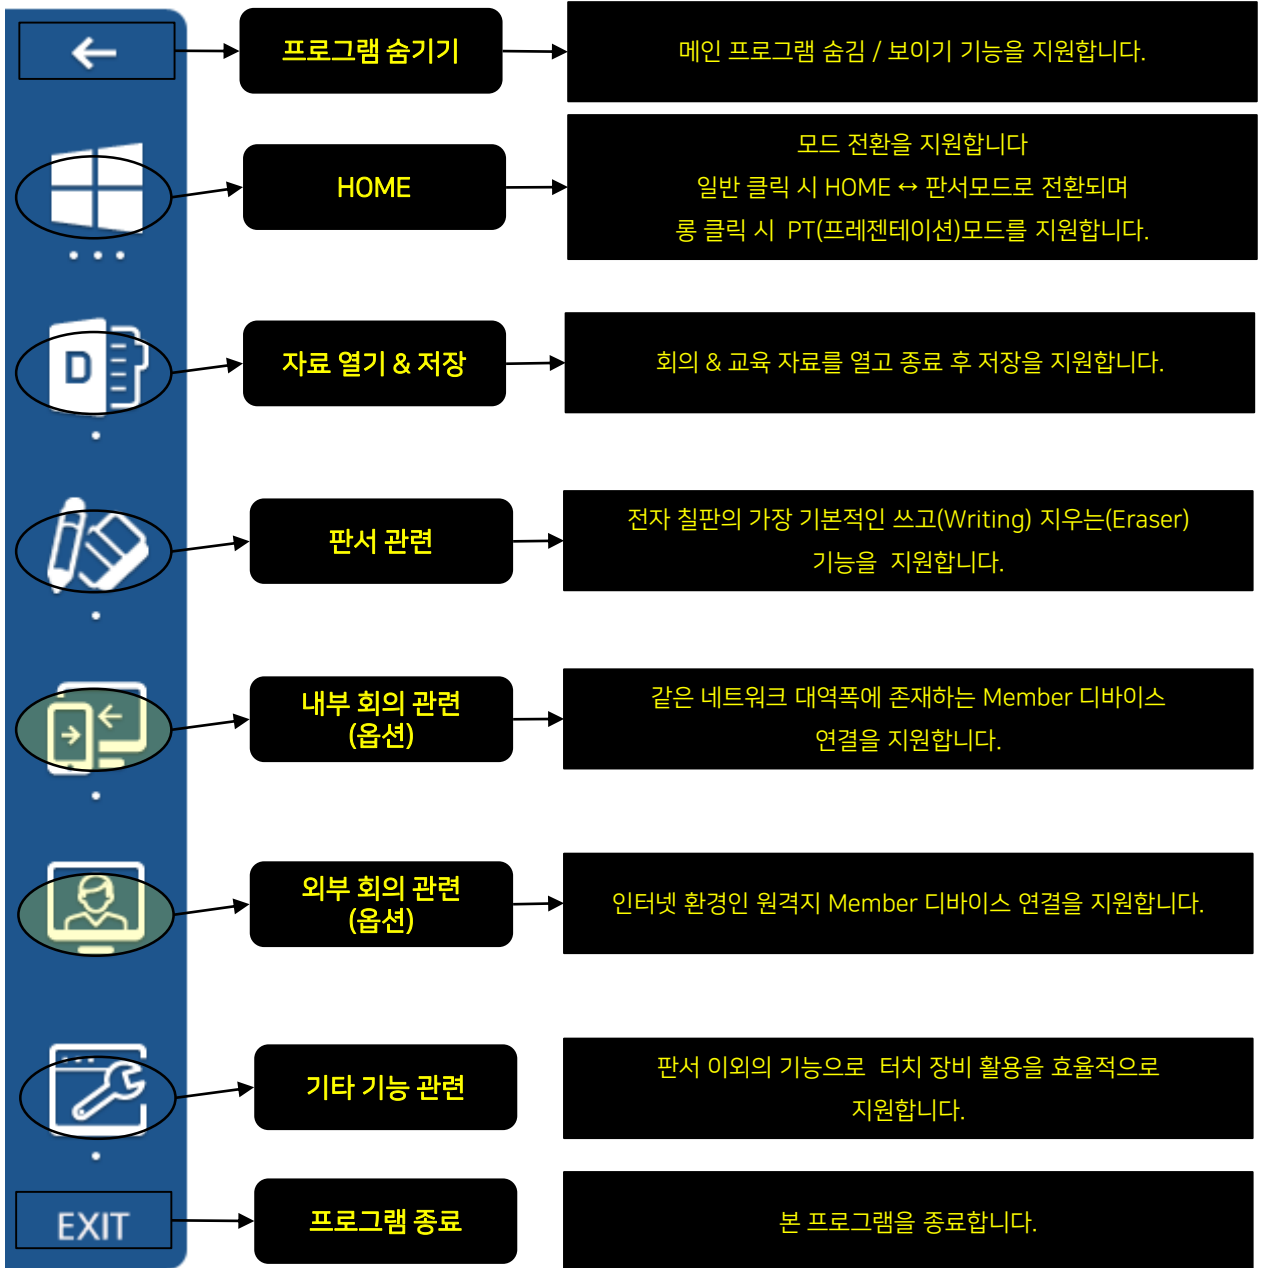 프로그램 숨기기
메인 프로그램 숨김 / 보이기 기능을 지원합니다.
HOME
모드 전환을 지원합니다
일반 클릭 시 HOME ↔ 판서모드로 전환되며
롱 클릭 시 PT(프레젠테이션)모드를 지원합니다.
D
자료 열기 & 저장
회의 & 교육 자료를 열고 종료 후 저장을 지원합니다.
판서 관련
전자 칠판의 가장 기본적인 쓰고(Writing) 지우는(Eraser)
기능을 지원합니다.
내부 회의 관련
(옵션)
같은 네트워크 대역폭에 존재하는 Member 디바이스
연결을 지원합니다.
외부 회의 관련
(옵션)
인터넷 환경인 원격지 Member 디바이스 연결을 지원합니다.
기타 기능 관련
판서 이외의 기능으로 터치 장비 활용을 효율적으로
지원합니다.
EXIT
프로그램 종료
본 프로그램을 종료합니다.